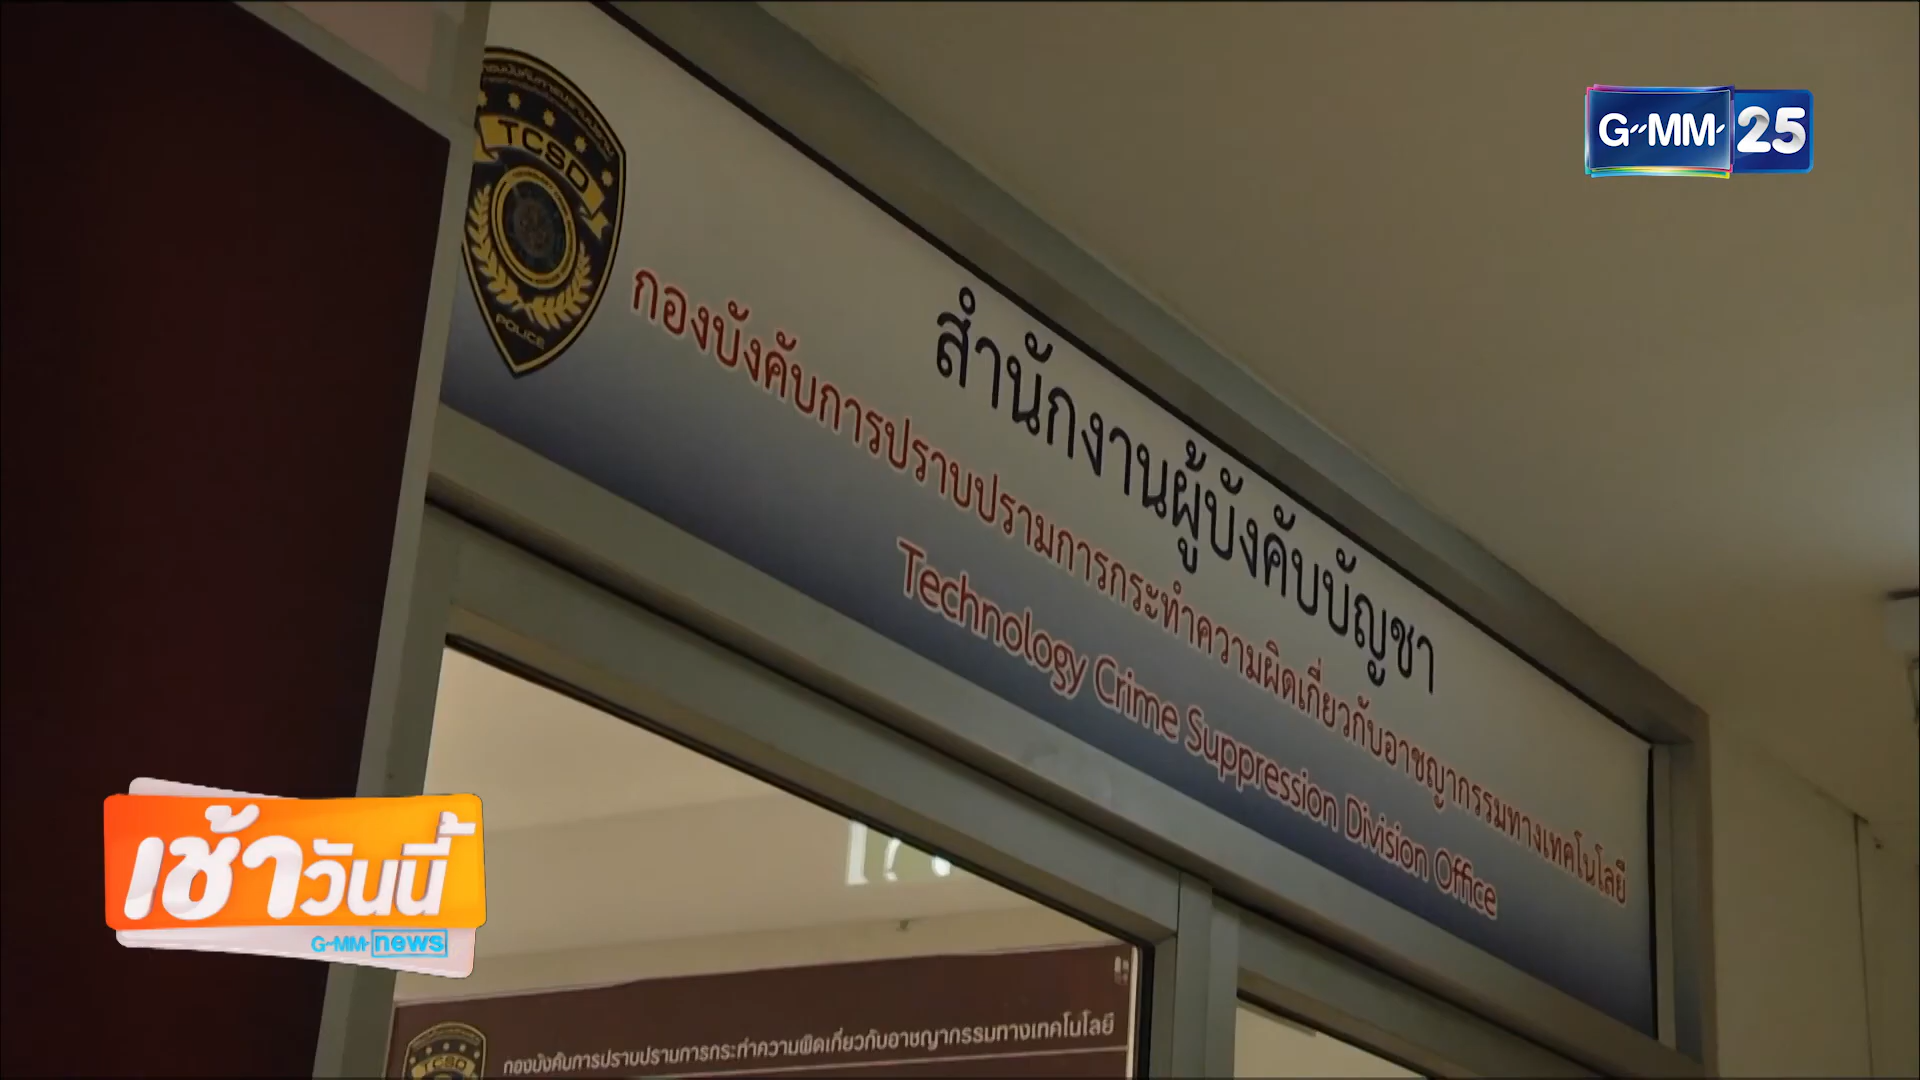 G-MM 25
TCSD
POLICE
สำนักงานผู้บังคับบัญชา
กองบังคับการปราบปรามการกระทำความผิดเกี่ยวกับอาชญากรรมทางเทคโนโลยี
Technology Crime Suppression Division Office
เช้าวันนี้
G-MM news
TCSD
กองบังคับการปราบปรามการกระทำความผิดเกี่ยวกับอาชญากรรมทางเทคโนโลยี